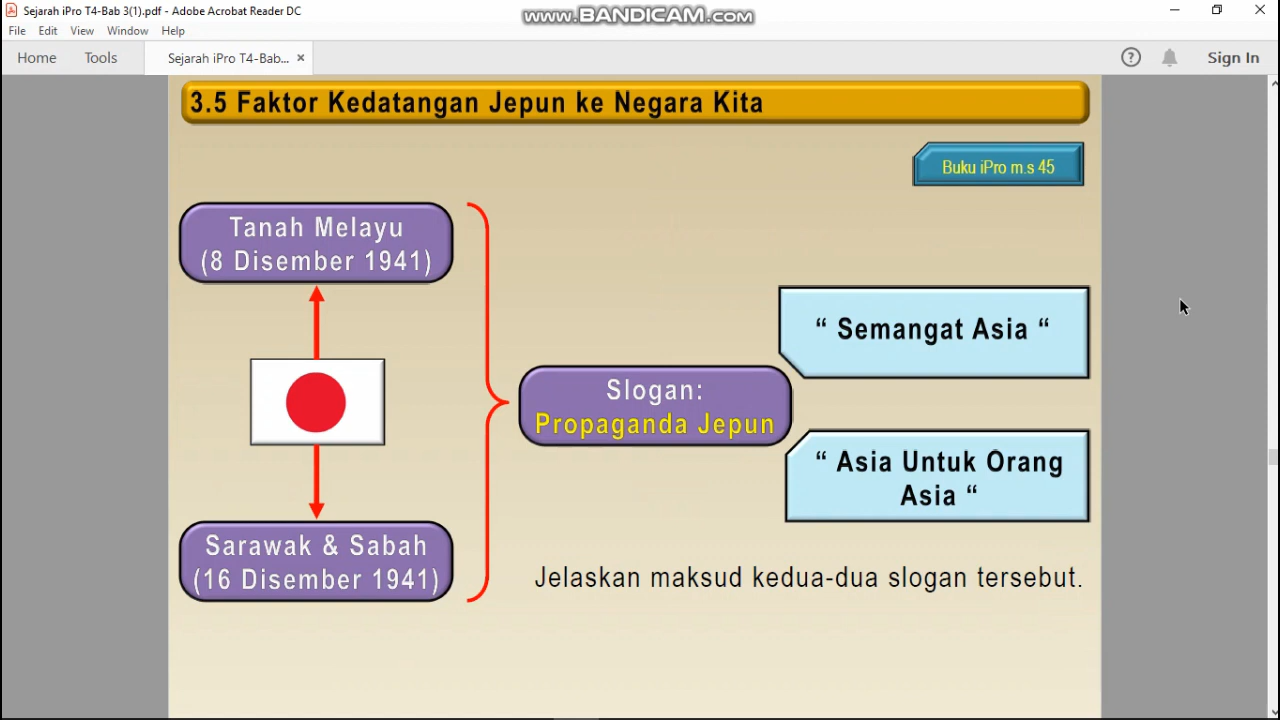 Sejarah iPro T4-Bab 3(1).pdf - Adobe Acrobat Reader DC
www.BANDICAM.com
File Edit View Window Help
Home Tools Sejarah iPro T4-Bab... × ? Sign In
3.5 Faktor Kedatangan Jepun ke Negara Kita
Buku iPro m.s 45
Tanah Melayu
(8 Disember 1941)
“ Semangat Asia “
Slogan:
Propaganda Jepun
“ Asia Untuk Orang
Asia “
Sarawak & Sabah
(16 Disember 1941)
Jelaskan maksud kedua-dua slogan tersebut.